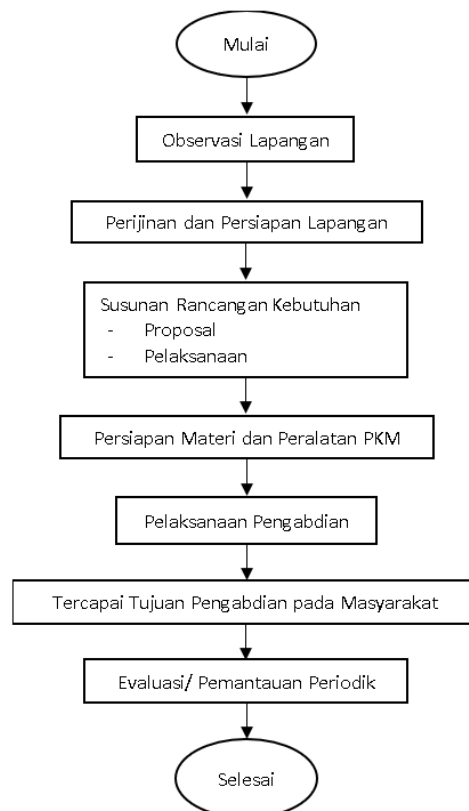 Mulai
Observasi Lapangan
Perijinan dan Persiapan Lapangan
Susunan Rancangan Kebutuhan
- Proposal
- Pelaksanaan
Persiapan Materi dan Peralatan PKM
Pelaksanaan Pengabdian
Tercapai Tujuan Pengabdian pada Masyarakat
Evaluasi/ Pemantauan Periodik
Selesai